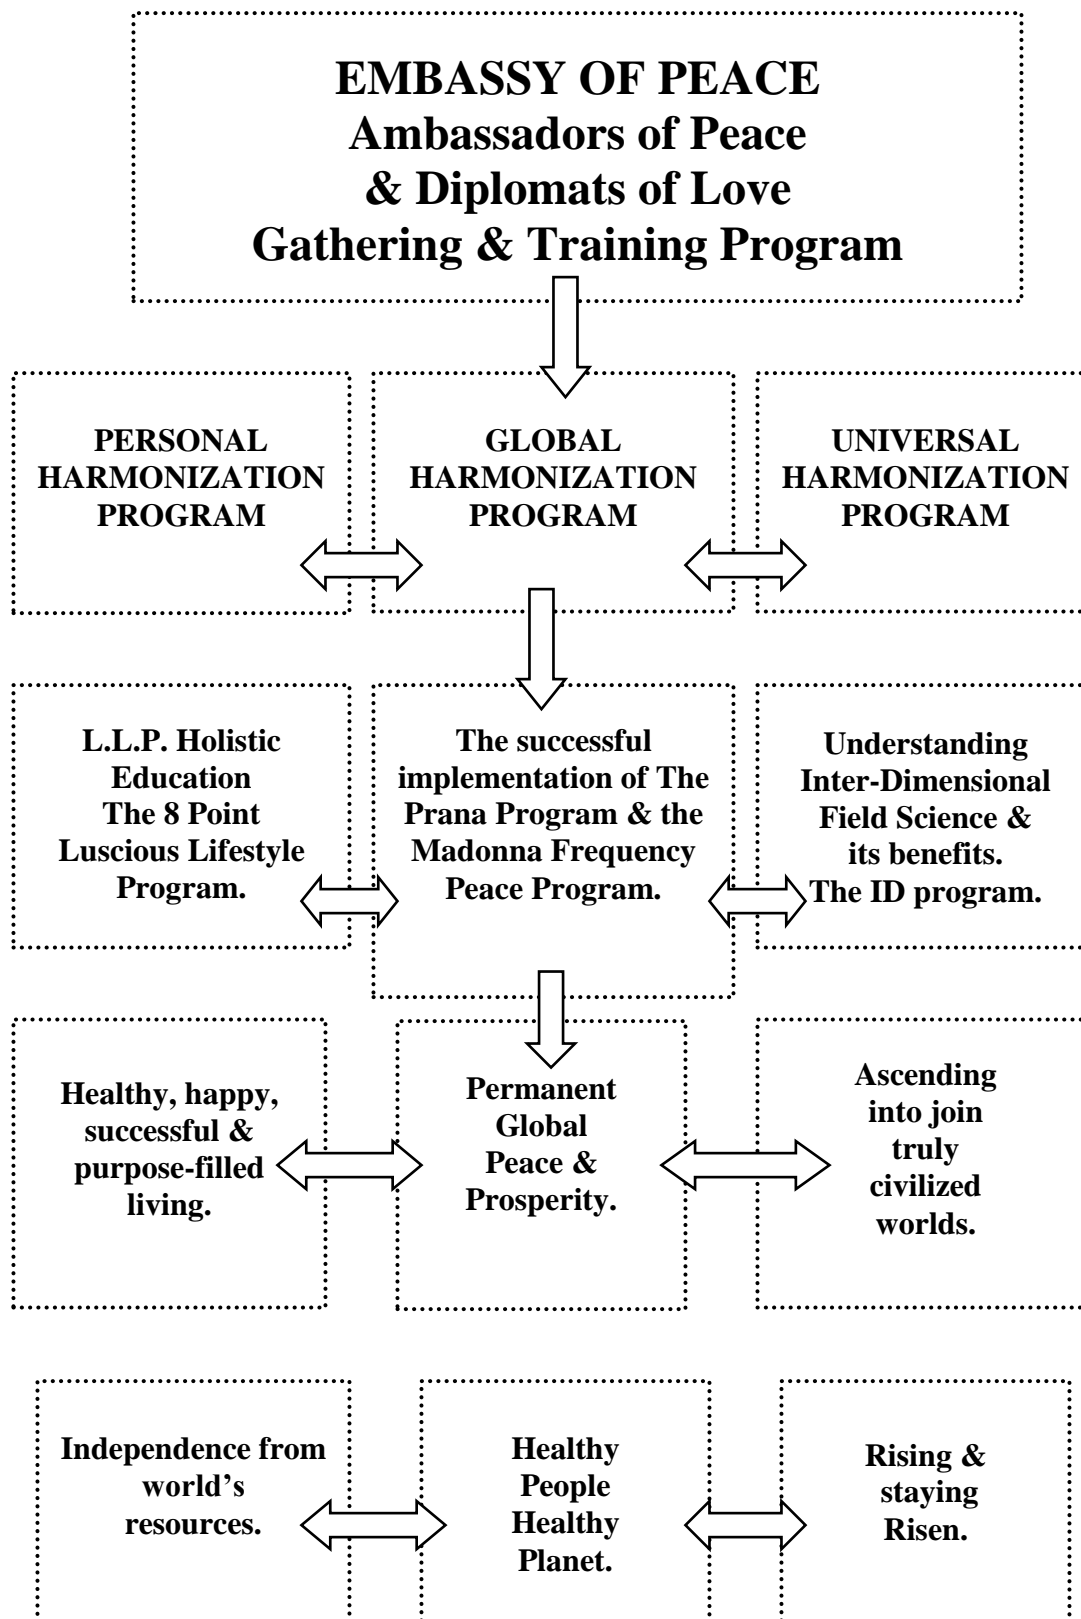 EMBASSY OF PEACE
Ambassadors of Peace
& Diplomats of Love
Gathering & Training Program
PERSONAL
HARMONIZATION
PROGRAM
GLOBAL
HARMONIZATION
PROGRAM
UNIVERSAL
HARMONIZATION
PROGRAM
L.L.P. Holistic
Education
The 8 Point
Luscious Lifestyle
Program.
The successful
implementation of The
Prana Program & the
Madonna Frequency
Peace Program.
Understanding
Inter-Dimensional
Field Science &
its benefits.
The ID program.
Healthy, happy,
successful &
purpose-filled
living.
Permanent
Global
Peace &
Prosperity.
Ascending
into join
truly
civilized
worlds.
Independence from
world’s
resources.
Healthy
People
Healthy
Planet.
Rising &
staying
Risen.